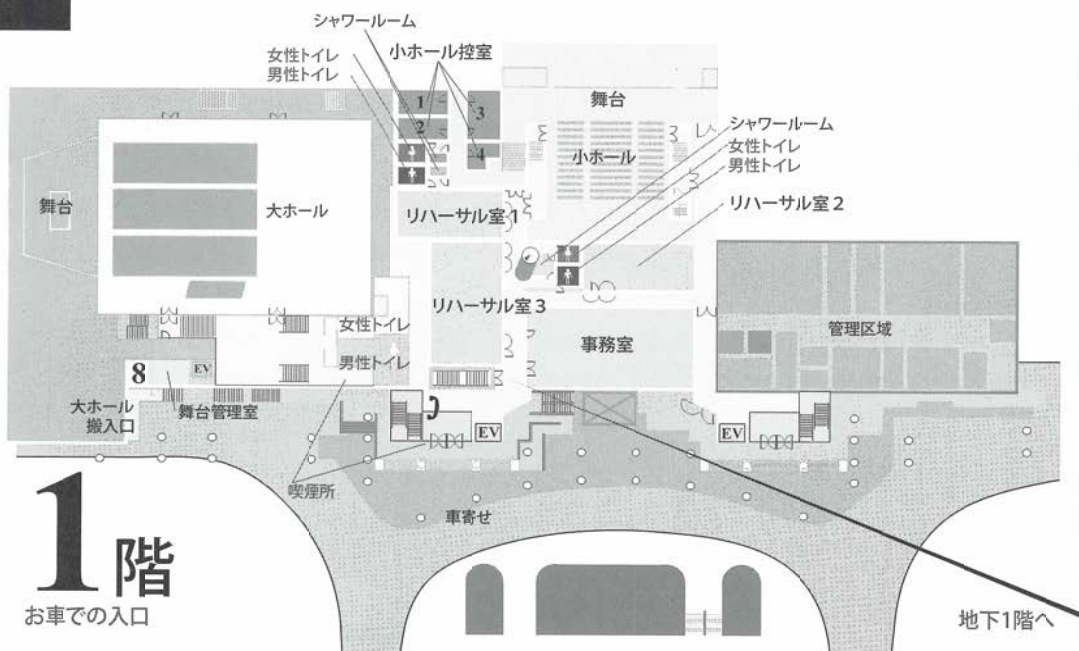 シャワールーム
女性トイレ
男性トイレ
小ホール控室
1
2
3
4
舞台
小ホール
シャワールーム
女性トイレ
男性トイレ
リハーサル室2
舞台
大ホール
リハーサル室1
リハーサル室3
女性トイレ
男性トイレ
事務室
管理区域
8
EV
大ホール
搬入口
舞台管理室
EV
EV
喫煙所
車寄せ
1階
お車での入口
地下1階へ